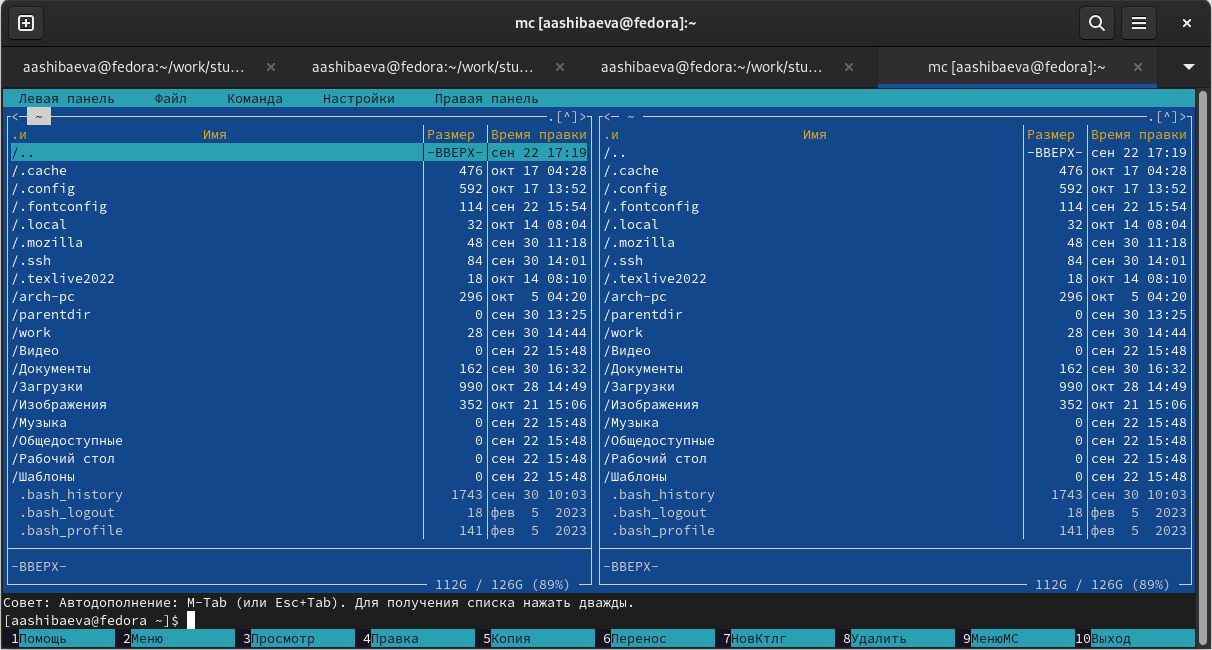 mc [aashibaeva@fedora]:~
aashibaeva@fedora:~/work/stu... aashibaeva@fedora:~/work/stu... aashibaeva@fedora:~/work/stu... mc [aashibaeva@fedora]:~
Левая панель Файл Команда Настройки Правая панель
<─ ~ .[^]> <─ ~ .[^]>
.и Имя Размер Время правки .и Имя Размер Время правки
/.. -ВВЕРХ- сен 22 17:19 /.. -ВВЕРХ- сен 22 17:19
/.cache 476 окт 17 04:28 /.cache 476 окт 17 04:28
/.config 592 окт 17 13:52 /.config 592 окт 17 13:52
/.fontconfig 114 сен 22 15:54 /.fontconfig 114 сен 22 15:54
/.local 32 окт 14 08:04 /.local 32 окт 14 08:04
/.mozilla 48 сен 30 11:18 /.mozilla 48 сен 30 11:18
/.ssh 84 сен 30 14:01 /.ssh 84 сен 30 14:01
/.texlive2022 18 окт 14 08:10 /.texlive2022 18 окт 14 08:10
/arch-pc 296 окт 5 04:20 /arch-pc 296 окт 5 04:20
/parentdir 0 сен 30 13:25 /parentdir 0 сен 30 13:25
/work 28 сен 30 14:44 /work 28 сен 30 14:44
/Видео 0 сен 22 15:48 /Видео 0 сен 22 15:48
/Документы 162 сен 30 16:32 /Документы 162 сен 30 16:32
/Загрузки 990 окт 28 14:49 /Загрузки 990 окт 28 14:49
/Изображения 352 окт 21 15:06 /Изображения 352 окт 21 15:06
/Музыка 0 сен 22 15:48 /Музыка 0 сен 22 15:48
/Общедоступные 0 сен 22 15:48 /Общедоступные 0 сен 22 15:48
/Рабочий стол 0 сен 22 15:48 /Рабочий стол 0 сен 22 15:48
/Шаблоны 0 сен 22 15:48 /Шаблоны 0 сен 22 15:48
.bash_history 1743 сен 30 10:03 .bash_history 1743 сен 30 10:03
.bash_logout 18 фев 5 2023 .bash_logout 18 фев 5 2023
.bash_profile 141 фев 5 2023 .bash_profile 141 фев 5 2023
-ВВЕРХ- -ВВЕРХ-
112G / 126G (89%) 112G / 126G (89%)
Совет: Автодополнение: M-Tab (или Esc+Tab). Для получения списка нажать дважды.
[aashibaeva@fedora ~]$
1Помощь 2Меню 3Просмотр 4Правка 5Копия 6Перенос 7НовКтлг 8Удалить 9МенюМС 10Выход